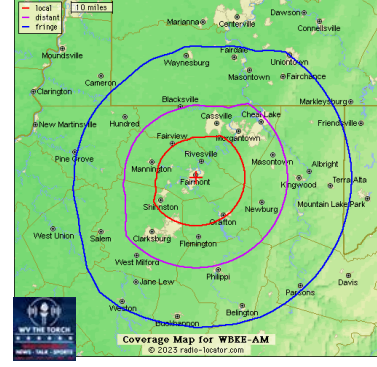 local
distant
fringe
10 miles
Dawson
Marianna
Centerville
Connellsville
Moundsville
Waynesburg
Fairdale
Uniontown
Masontown
Fairchance
Cameron
Clarington
Blacksville
Markleysburg
New Martinsville
Hundred
Cassville
Cheat Lake
Friendsville
Fairview
Morgantown
Pine Grove
Rivesville
Mannington
Masontown
Albright
Fairmont
Kingwood
Terra Alta
Shinnston
Newburg
Mountain Lake Park
Grafton
West Union
Salem
Clarksburg
Flemington
West Milford
Philippi
Jane Lew
Davis
Parsons
Weston
Belington
Buckhannon
WV THE TORCH
NEWS - TALK - SPORTS
Coverage Map for WBKE-AM
© 2023 radio-locator.com